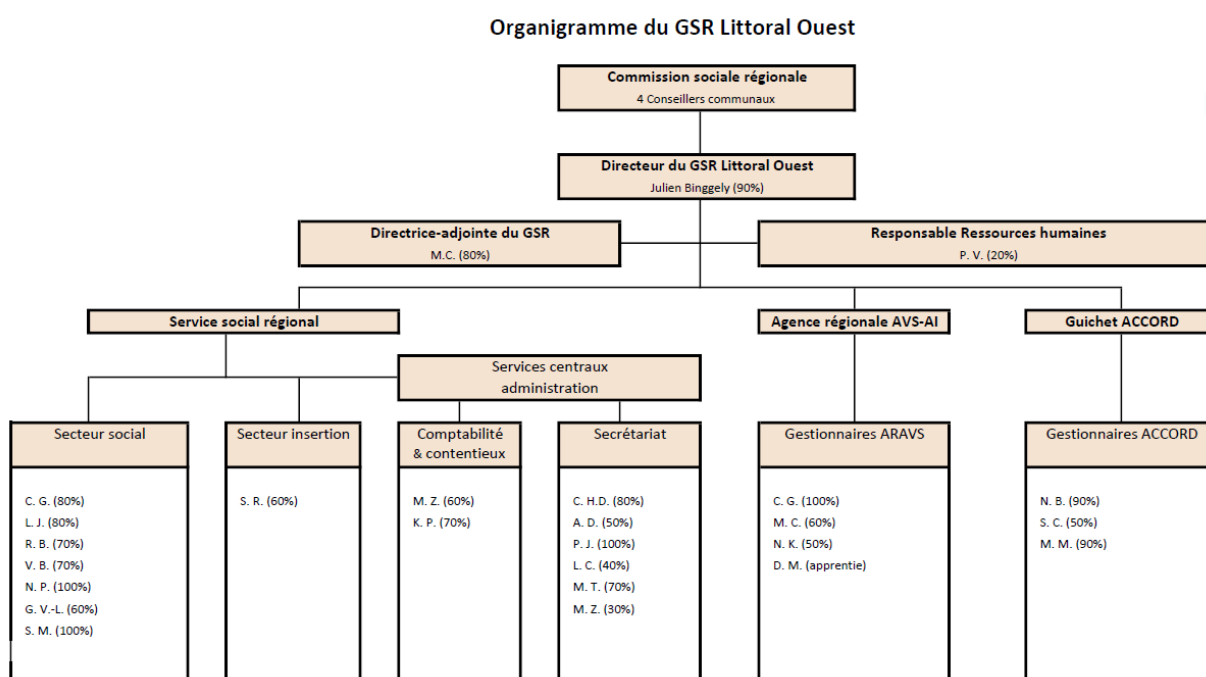 Organigramme du GSR Littoral Ouest
Commission sociale régionale
4 Conseillers communaux
Directeur du GSR Littoral Ouest
Julien Binggely (90%)
Directrice-adjointe du GSR
M.C. (80%)
Responsable Ressources humaines
P. V. (20%)
Service social régional
Agence régionale AVS-AI
Guichet ACCORD
Services centraux
administration
Secteur social
C. G. (80%)
L. J. (80%)
R. B. (70%)
V. B. (70%)
N. P. (100%)
G. V.-L. (60%)
S. M. (100%)
Secteur insertion
S. R. (60%)
Comptabilité
& contentieux
M. Z. (60%)
K. P. (70%)
Secrétariat
C. H.D. (80%)
A. D. (50%)
P. J. (100%)
L. C. (40%)
M. T. (70%)
M. Z. (30%)
Gestionnaires ARAVS
C. G. (100%)
M. C. (60%)
N. K. (50%)
D. M. (apprentie)
Gestionnaires ACCORD
N. B. (90%)
S. C. (50%)
M. M. (90%)